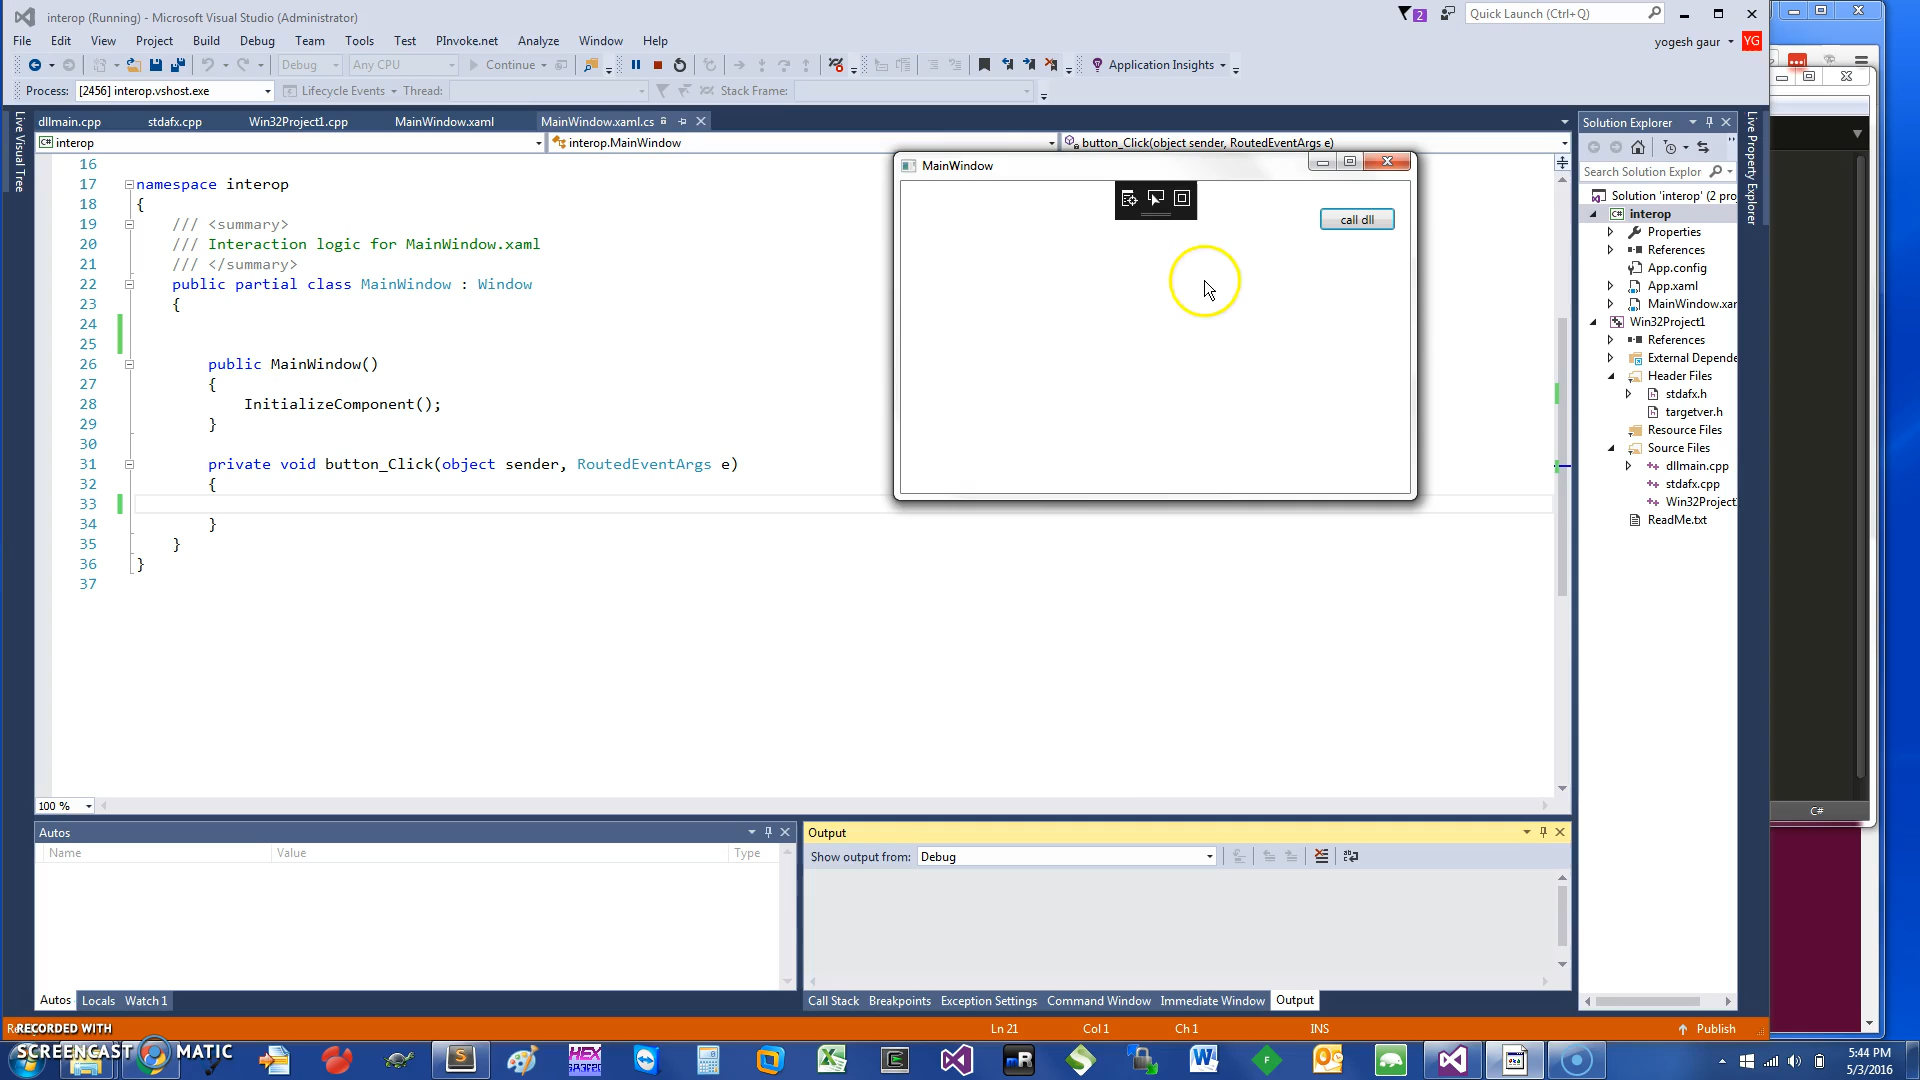 interop (Running) - Microsoft Visual Studio (Administrator)
2
Quick Launch (Ctrl+Q)
File Edit View Project Build Debug Team Tools Test PInvoke.net Analyze Window Help
yogesh gaur YG
Debug Any CPU Continue Application Insights
Process: [2456] interop.vshost.exe Lifecycle Events Thread: Stack Frame:
Live Visual Tree
dllmain.cpp stdafx.cpp Win32Project1.cpp MainWindow.xaml MainWindow.xaml.cs
interop interop.MainWindow button_Click(object sender, RoutedEventArgs e)
16
17 namespace interop
18 {
19 /// <summary>
20 /// Interaction logic for MainWindow.xaml
21 /// </summary>
22 public partial class MainWindow : Window
23 {
24
25
26 public MainWindow()
27 {
28 InitializeComponent();
29 }
30
31 private void button_Click(object sender, RoutedEventArgs e)
32 {
33
34 }
35 }
36 }
37
MainWindow
call dll
Solution Explorer
Search Solution Explor
Solution 'interop' (2 proj
interop
Properties
References
App.config
App.xaml
MainWindow.xar
Win32Project1
References
External Depende
Header Files
stdafx.h
targetver.h
Resource Files
Source Files
dllmain.cpp
stdafx.cpp
Win32Project
ReadMe.txt
Live Property Explorer
C#
100 %
Autos
Name Value Type
Autos Locals Watch 1
Output
Show output from: Debug
Call Stack Breakpoints Exception Settings Command Window Immediate Window Output
Ln 21 Col 1 Ch 1 INS Publish
RECORDED WITH
SCREENCAST MATIC
HEX
mR
5:44 PM
5/3/2016